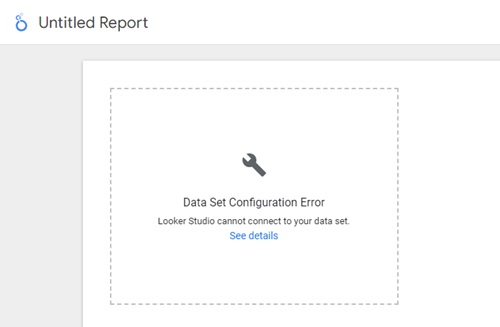 Untitled Report
Data Set Configuration Error
Looker Studio cannot connect to your data set.
See details